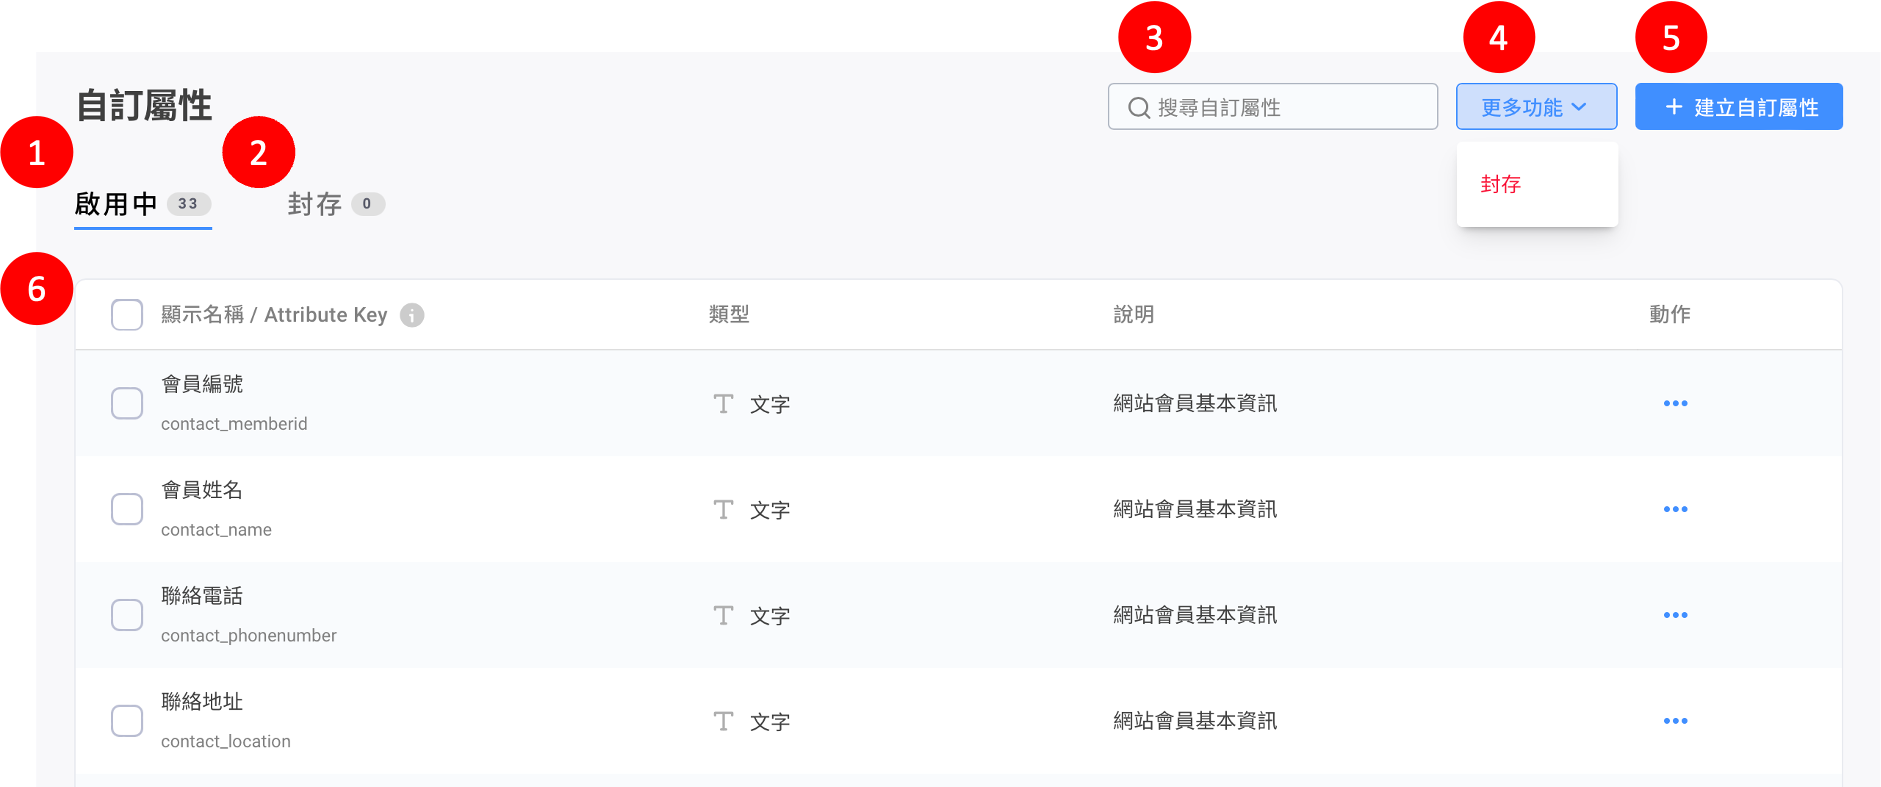 3
4
5
自訂屬性
搜尋自訂屬性
更多功能
+ 建立自訂屬性
1
2
封存
啟用中 33
封存 0
6
顯示名稱 / Attribute Key
類型
說明
動作
會員編號
contact_memberid
文字
網站會員基本資訊
會員姓名
contact_name
文字
網站會員基本資訊
聯絡電話
contact_phonenumber
文字
網站會員基本資訊
聯絡地址
contact_location
文字
網站會員基本資訊